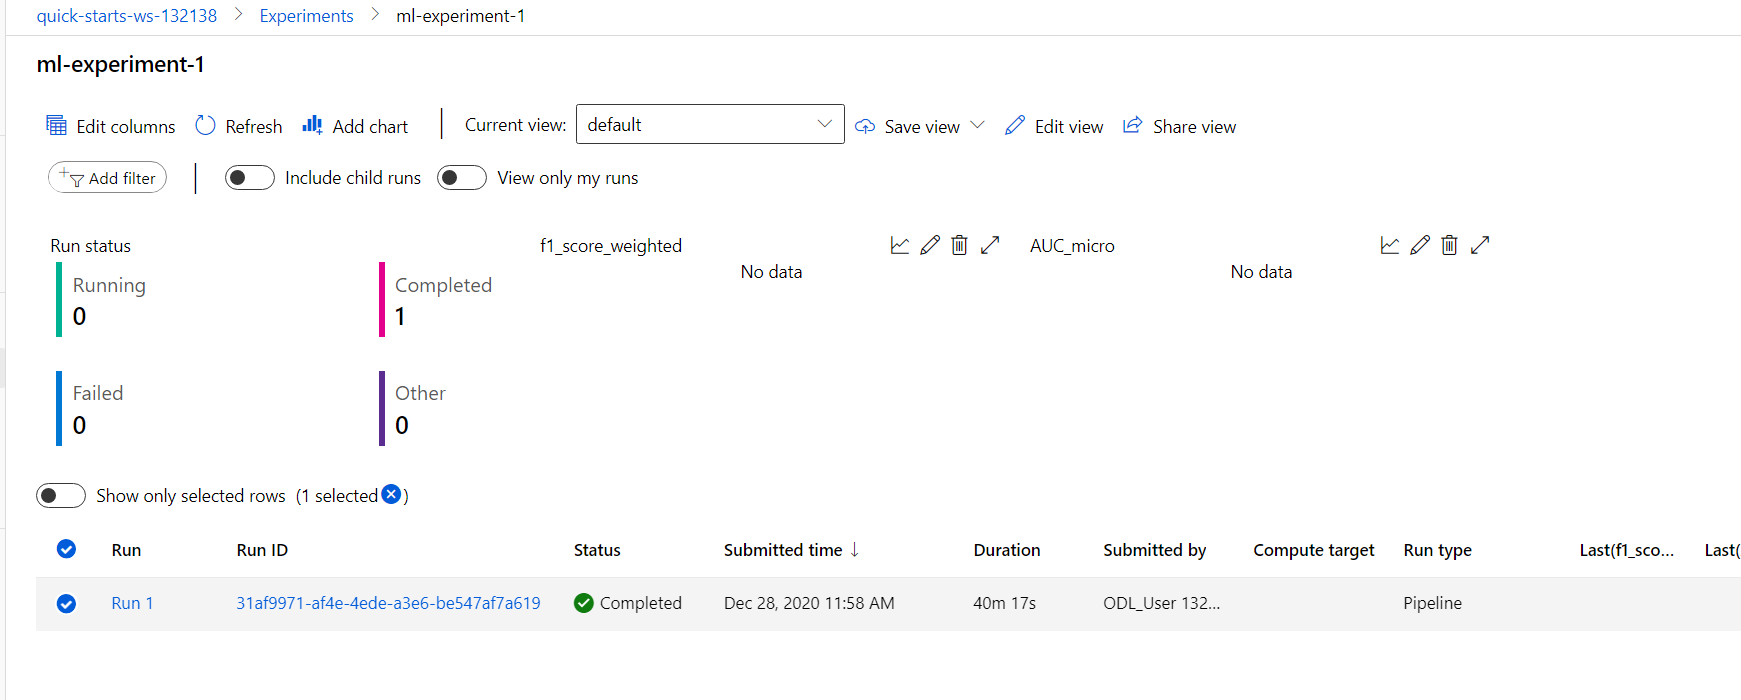 quick-starts-ws-132138 > Experiments > ml-experiment-1
ml-experiment-1
Edit columns Refresh Add chart Current view: default Save view Edit view Share view
Add filter Include child runs View only my runs
Run status f1_score_weighted AUC_micro
No data No data
Running Completed
0 1
Failed Other
0 0
Show only selected rows (1 selected )
Run Run ID Status Submitted time ↓ Duration Submitted by Compute target Run type Last(f1_sco... Last(
Run 1 31af9971-af4e-4ede-a3e6-be547af7a619 Completed Dec 28, 2020 11:58 AM 40m 17s ODL_User 132... Pipeline